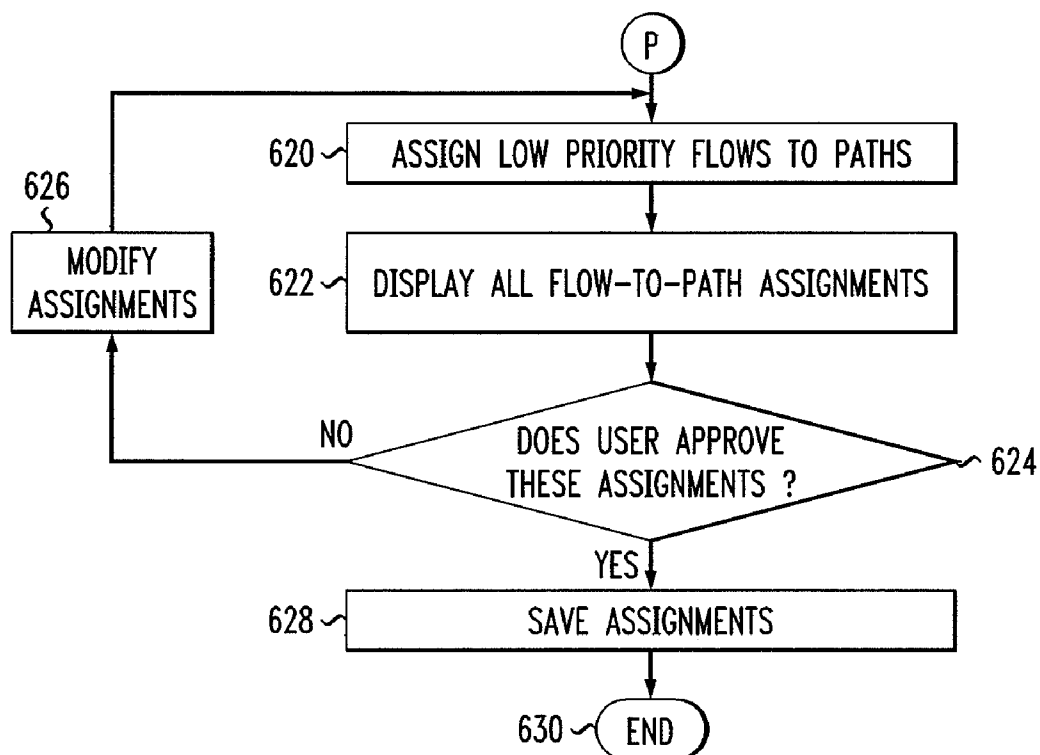 P
620
ASSIGN LOW PRIORITY FLOWS TO PATHS
626
MODIFY
ASSIGNMENTS
622
DISPLAY ALL FLOW-TO-PATH ASSIGNMENTS
NO
DOES USER APPROVE
THESE ASSIGNMENTS ?
624
YES
628
SAVE ASSIGNMENTS
630
END